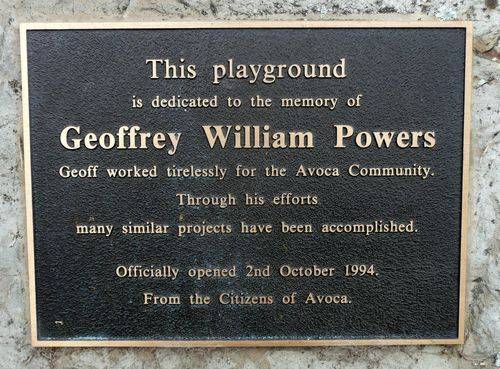 This playground
is dedicated to the memory of
Geoffrey William Powers
Geoff worked tirelessly for the Avoca Community.
Through his efforts
many similar projects have been accomplished.
Officially opened 2nd October 1994.
From the Citizens of Avoca.